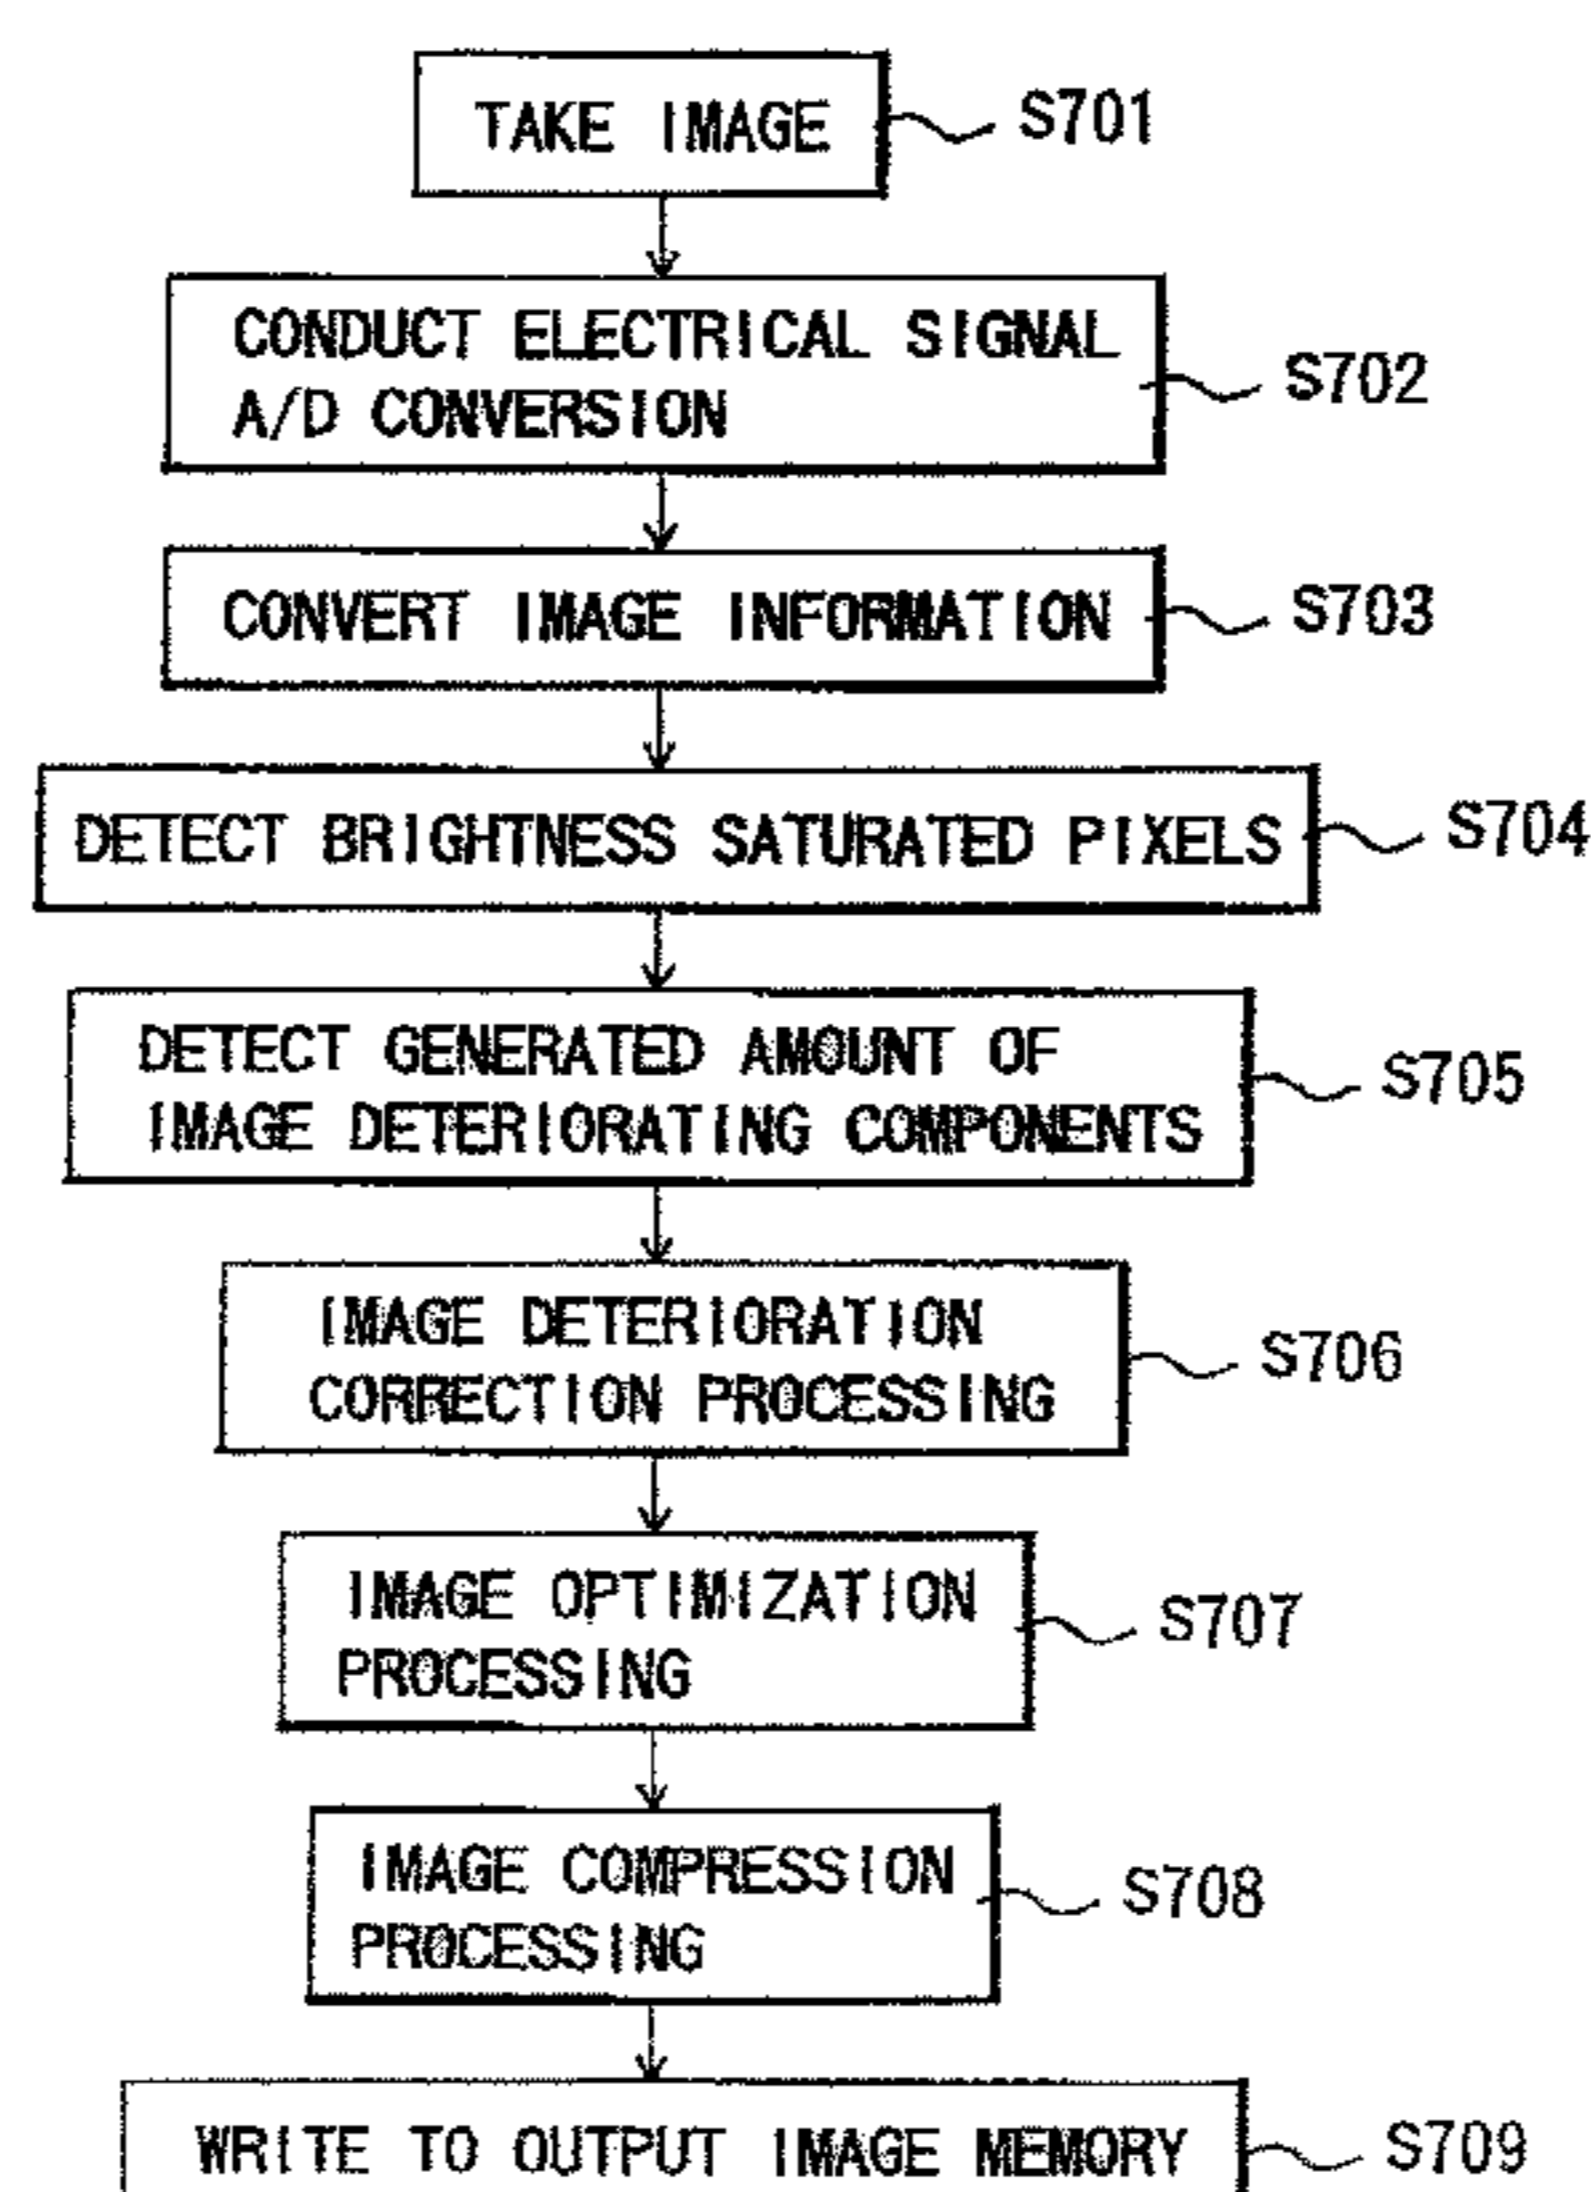 TAKE IMAGE
S701
CONDUCT ELECTRICAL SIGNAL
A/D CONVERSION
S702
CONVERT IMAGE INFORMATION
S703
DETECT BRIGHTNESS SATURATED PIXELS
S704
DETECT GENERATED AMOUNT OF
IMAGE DETERIORATING COMPONENTS
S705
IMAGE DETERIORATION
CORRECTION PROCESSING
S706
IMAGE OPTIMIZATION
PROCESSING
S707
IMAGE COMPRESSION
PROCESSING
S708
WRITE TO OUTPUT IMAGE MEMORY
S709